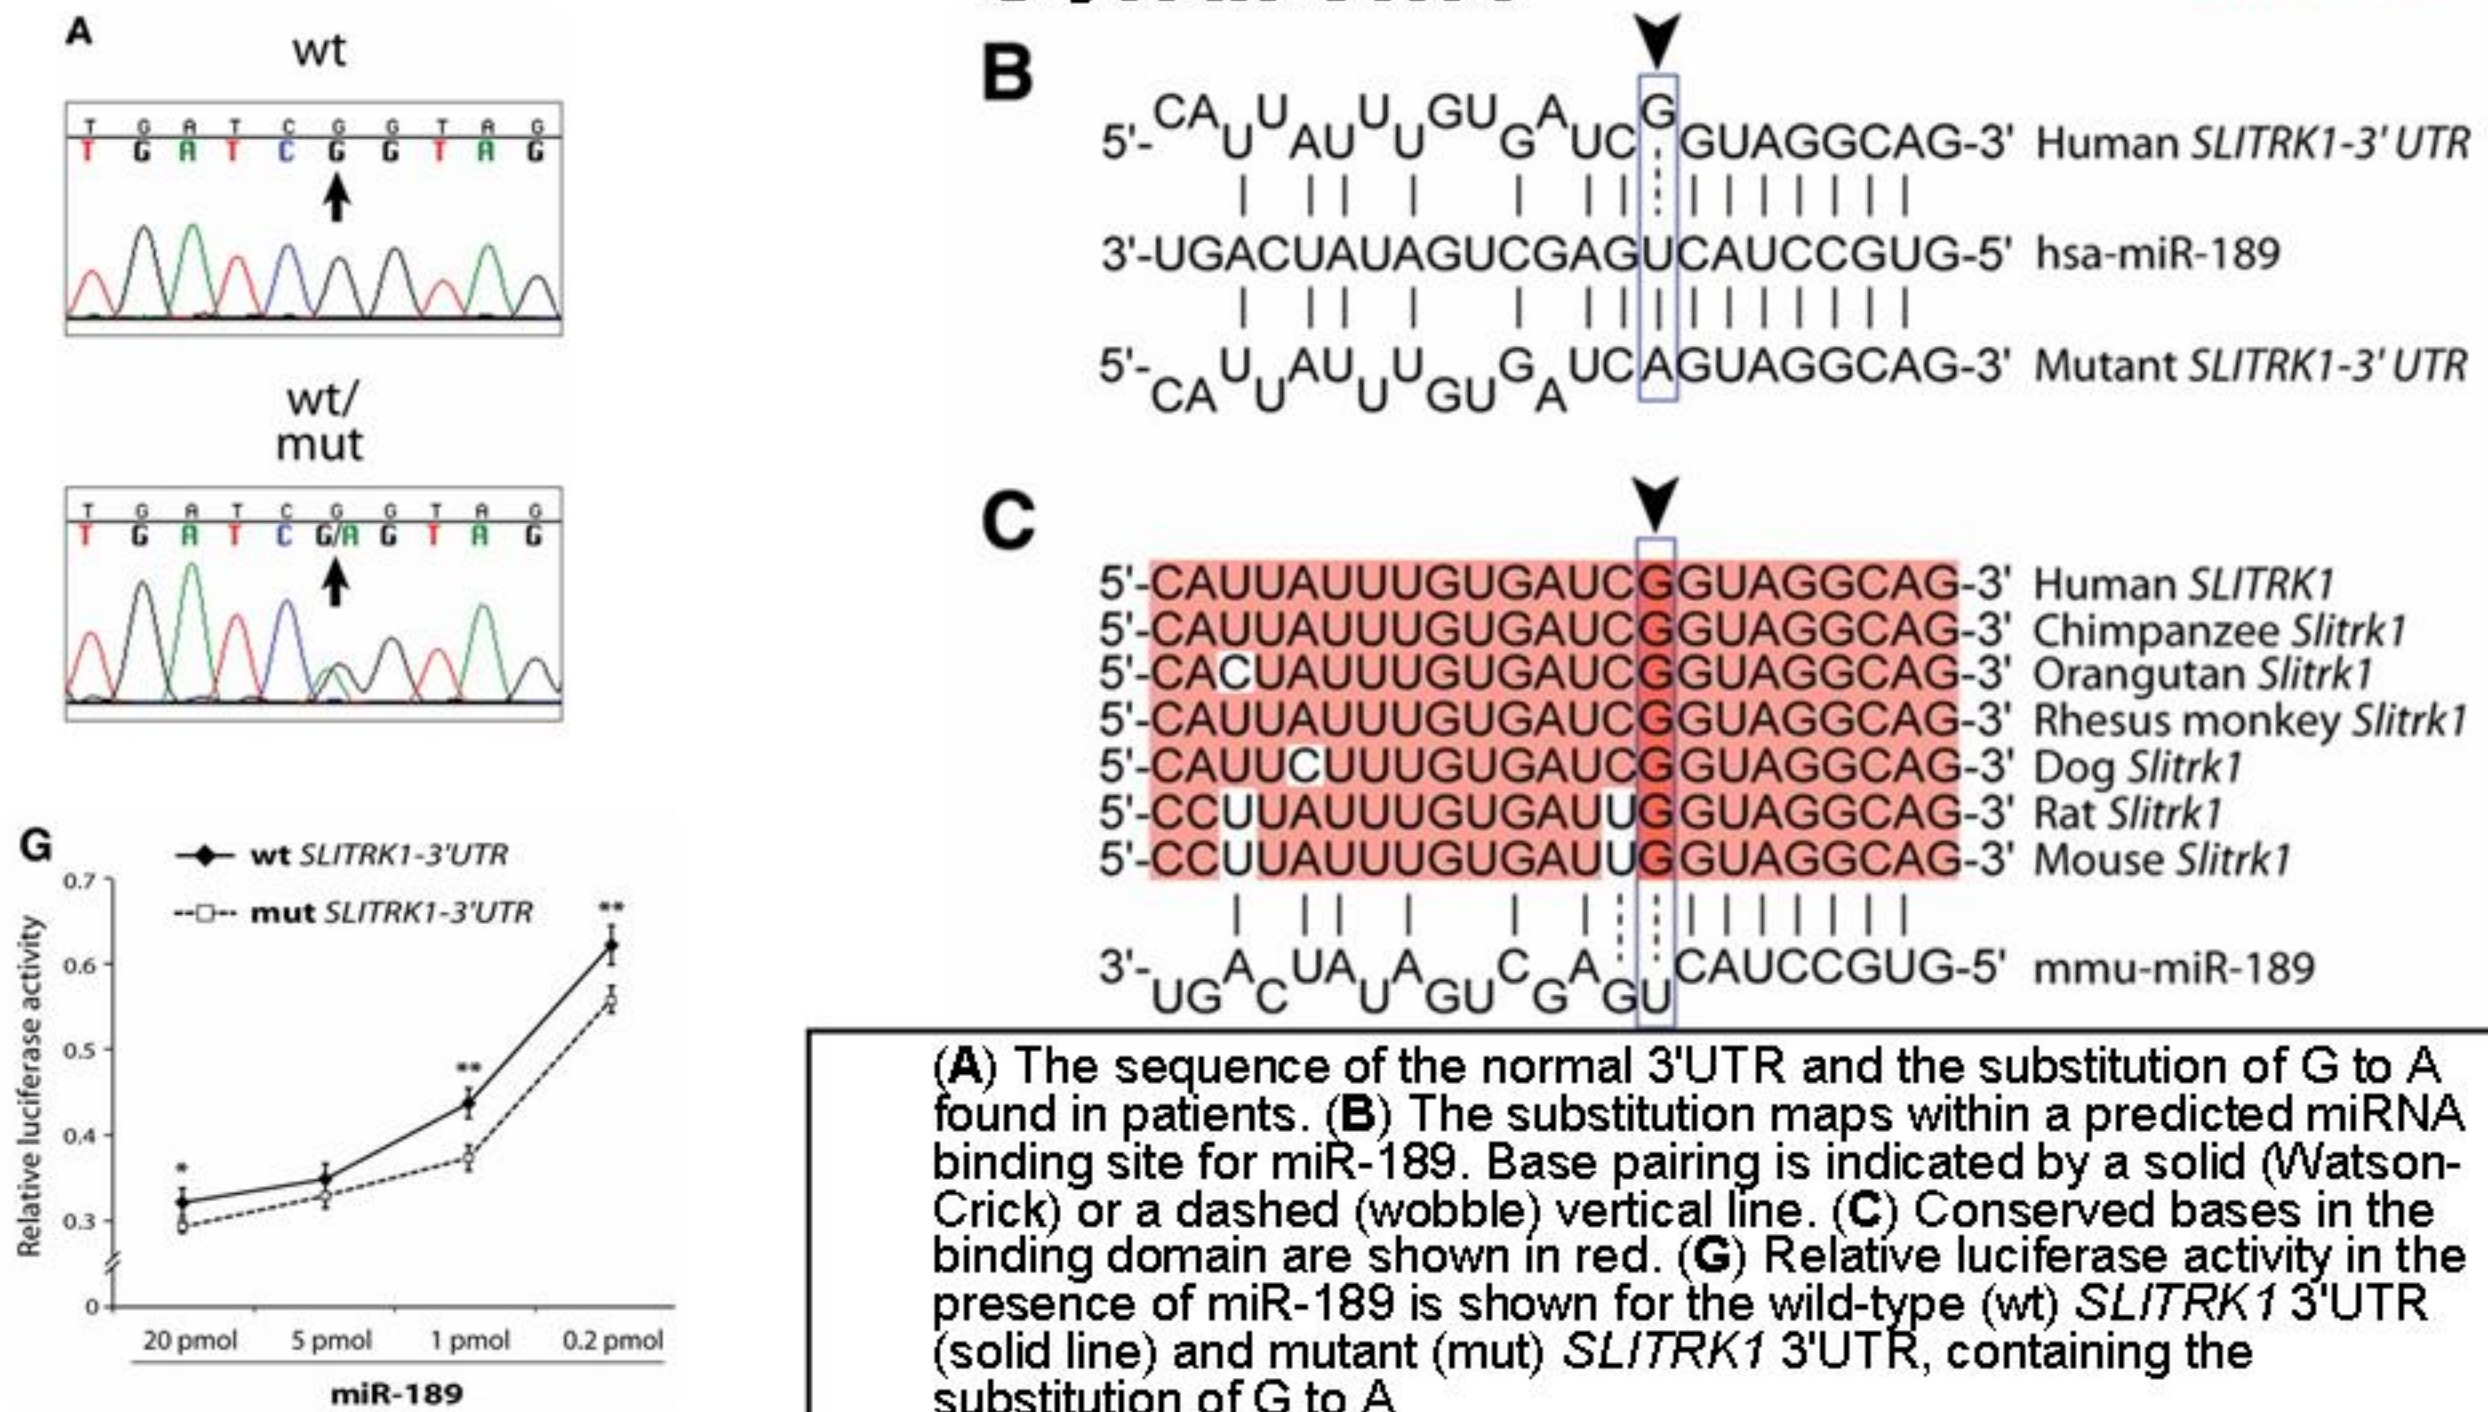 A
wt
T G A T C G G T A G
T G A T C G G T A G
wt/
mut
T G A T C G G T A G
T G A T C G/A G T A G
B
5'-CAUUAUUUGUGAUCGGUAGGCAG-3' Human SLITRK1-3' UTR
3'-UGACUAUAGUCGAGUCAUCCGUG-5' hsa-miR-189
5'-CAUUAUUUGUGAUCAGUAGGCAG-3' Mutant SLITRK1-3' UTR
C
5'-CAUUAUUUGUGAUCGGUAGGCAG-3' Human SLITRK1
5'-CAUUAUUUGUGAUCGGUAGGCAG-3' Chimpanzee Slitrk1
5'-CACUAUUUGUGAUCGGUAGGCAG-3' Orangutan Slitrk1
5'-CAUUAUUUGUGAUCGGUAGGCAG-3' Rhesus monkey Slitrk1
5'-CAUUCUUUGUGAUCGGUAGGCAG-3' Dog Slitrk1
5'-CCUUAUUUGUGAUUGGUAGGCAG-3' Rat Slitrk1
5'-CCUUAUUUGUGAUUGGUAGGCAG-3' Mouse Slitrk1
3'-UGACUAUAGUCGAGUCAUCCGUG-5' mmu-miR-189
G
wt SLITRK1-3'UTR
mut SLITRK1-3'UTR
Relative luciferase activity
0.7
0.6
0.5
0.4
0.3
0
*
**
**
20 pmol 5 pmol 1 pmol 0.2 pmol
miR-189
(A) The sequence of the normal 3'UTR and the substitution of G to A
found in patients. (B) The substitution maps within a predicted miRNA
binding site for miR-189. Base pairing is indicated by a solid (Watson-
Crick) or a dashed (wobble) vertical line. (C) Conserved bases in the
binding domain are shown in red. (G) Relative luciferase activity in the
presence of miR-189 is shown for the wild-type (wt) SLITRK1 3'UTR
(solid line) and mutant (mut) SLITRK1 3'UTR, containing the
substitution of G to A